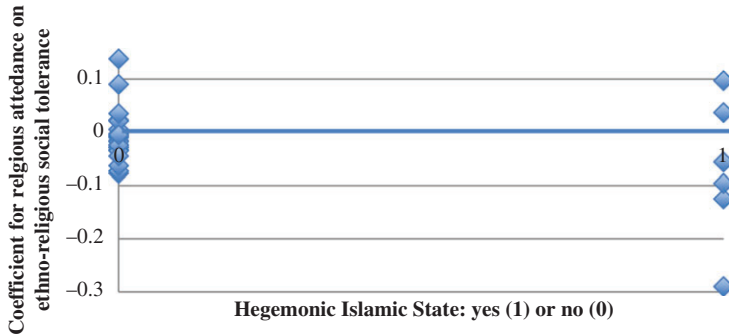 Coefficient for relgious attedance on
ethno-religious social tolerance
0.1
0
−0.1
−0.2
−0.3
0
1
Hegemonic Islamic State: yes (1) or no (0)